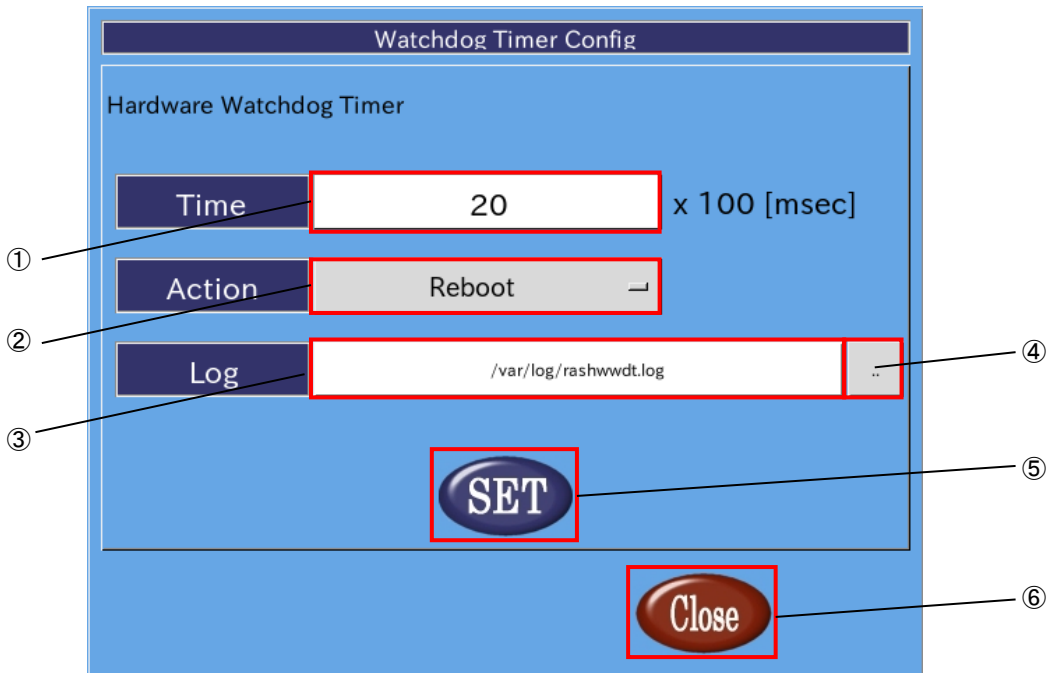 Watchdog Timer Config
Hardware Watchdog Timer
Time 20 x 100 [msec]
①
Action Reboot
②
Log /var/log/rashwwdt.log .. ④
③
SET ⑤
Close ⑥